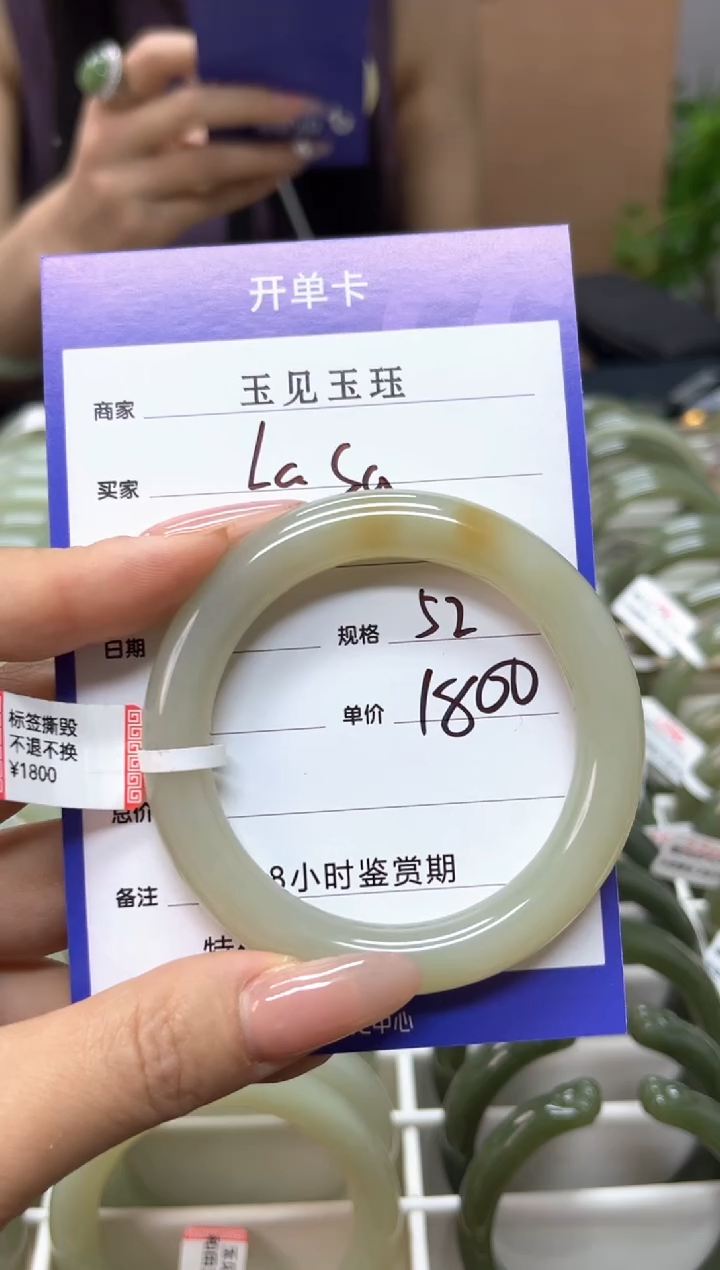 开单卡
商家 玉见玉珏
买家 La Sa
日期 规格 52
单价 1800
标签撕毁
不退不换
¥1800
总价
备注 8小时鉴赏期
中心